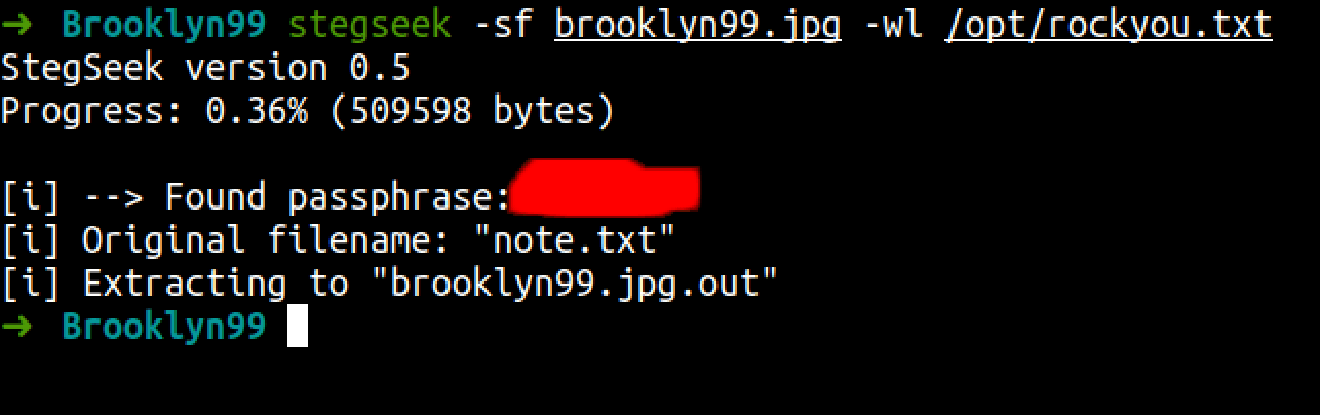 ➜ Brooklyn99 stegseek -sf brooklyn99.jpg -wl /opt/rockyou.txt
StegSeek version 0.5
Progress: 0.36% (509598 bytes)
[i] --> Found passphrase:
[i] Original filename: "note.txt"
[i] Extracting to "brooklyn99.jpg.out"
➜ Brooklyn99